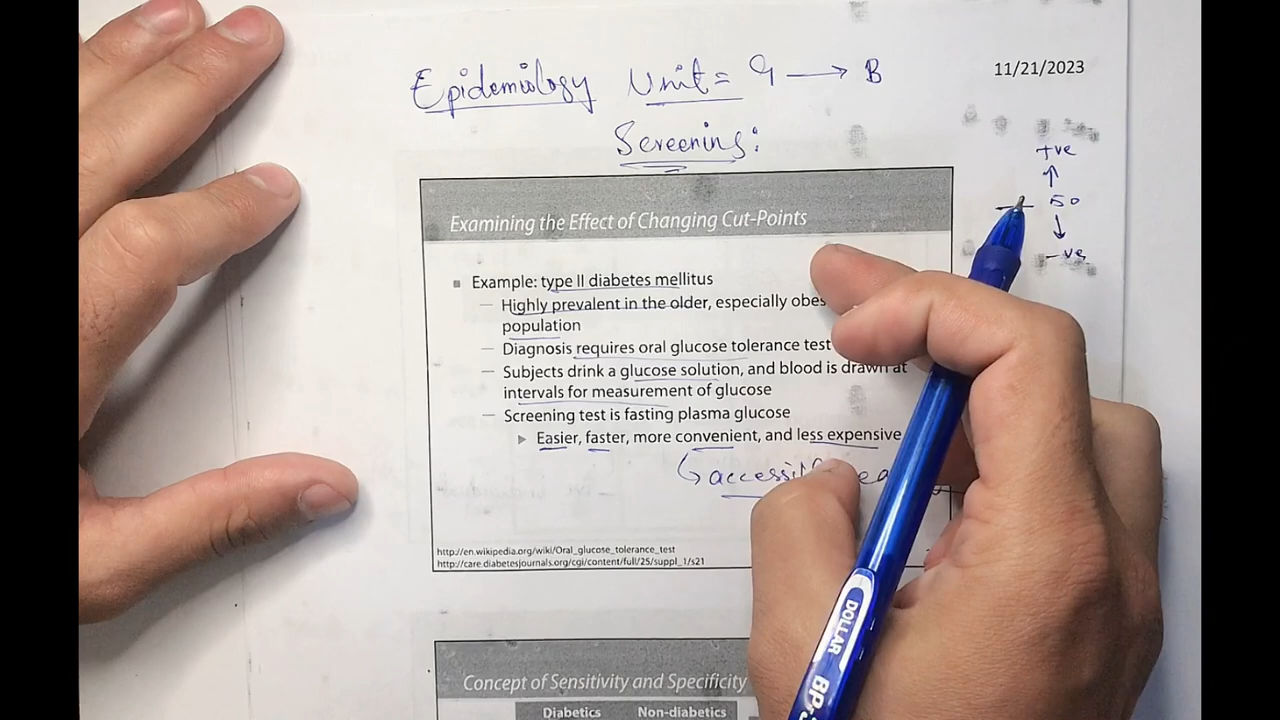 Epidemiology Unit = 9 → B
11/21/2023
Screening:
+ve
↑
50
↓
-ve
Examining the Effect of Changing Cut-Points
Example: type II diabetes mellitus
— Highly prevalent in the older, especially obes
population
— Diagnosis requires oral glucose tolerance test
— Subjects drink a glucose solution, and blood is drawn at
intervals for measurement of glucose
— Screening test is fasting plasma glucose
Easier, faster, more convenient, and less expensive
http://en.wikipedia.org/wiki/Oral_glucose_tolerance_test
http://care.diabetesjournals.org/cgi/content/full/25/suppl_1/s21
Concept of Sensitivity and Specificity
Diabetics Non-diabetics
DOLLAR